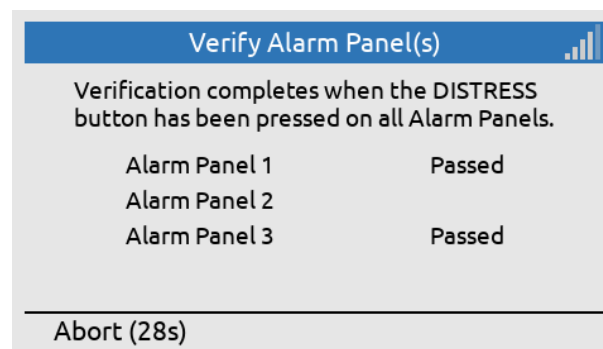 Verify Alarm Panel(s)
Verification completes when the DISTRESS
button has been pressed on all Alarm Panels.
Alarm Panel 1 Passed
Alarm Panel 2
Alarm Panel 3 Passed
Abort (28s)